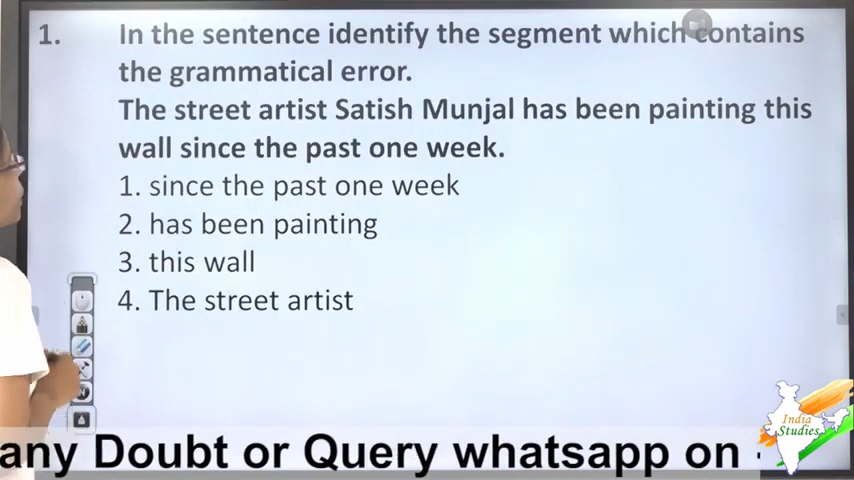 1. In the sentence identify the segment which contains
the grammatical error.
The street artist Satish Munjal has been painting this
wall since the past one week.
1. since the past one week
2. has been painting
3. this wall
4. The street artist
India
Studies
any Doubt or Query whatsapp on -